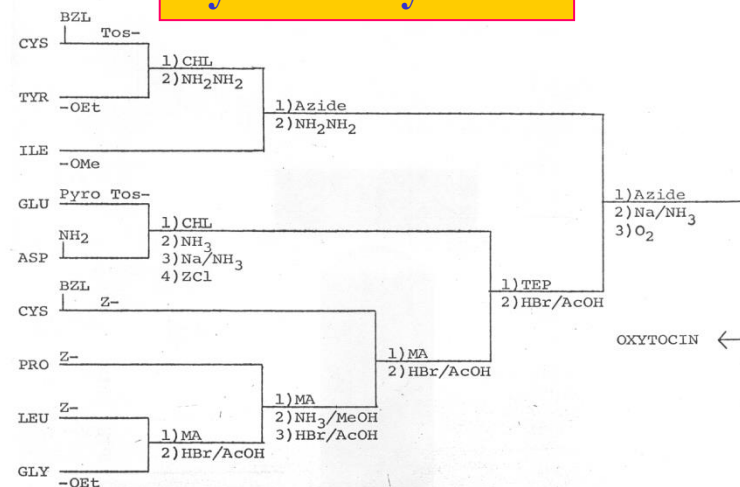 BZL
CYS Tos-
1)CHL
2)NH2NH2
TYR
-OEt
1)Azide
2)NH2NH2
ILE
-OMe
GLU Pyro Tos-
1)CHL
2)NH3
3)Na/NH3
4)ZCl
NH2
ASP
1)Azide
2)Na/NH3
3)O2
BZL
CYS Z-
1)TEP
2)HBr/AcOH
OXYTOCIN ←
PRO Z-
1)MA
2)HBr/AcOH
LEU Z-
1)MA
2)NH3/MeOH
3)HBr/AcOH
1)MA
2)HBr/AcOH
GLY
-OEt